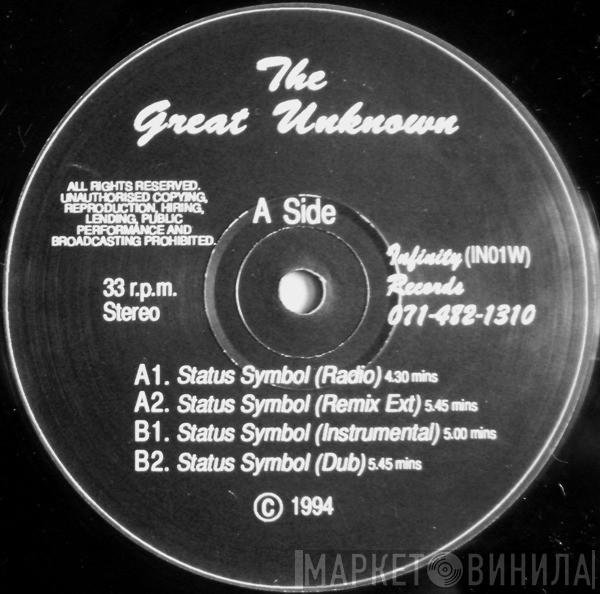 The
Great Unknown
ALL RIGHTS RESERVED.
UNAUTHORISED COPYING,
REPRODUCTION, HIRING,
LENDING, PUBLIC
PERFORMANCE AND
BROADCASTING PROHIBITED.
A Side
33 r.p.m.
Stereo
Infinity (IN01W)
Records
071-482-1310
A1. Status Symbol (Radio) 4.30 mins
A2. Status Symbol (Remix Ext) 5.45 mins
B1. Status Symbol (Instrumental) 5.00 mins
B2. Status Symbol (Dub) 5.45 mins
© 1994
МАРКЕТ ВИНИЛА